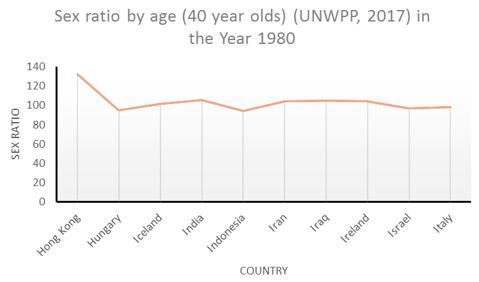 Sex ratio by age (40 year olds) (UNWPP, 2017) in
the Year 1980
140
120
100
80
60
40
20
0
SEX RATIO
Hong Kong
Hungary
Iceland
India
Indonesia
Iran
Iraq
Ireland
Israel
Italy
COUNTRY